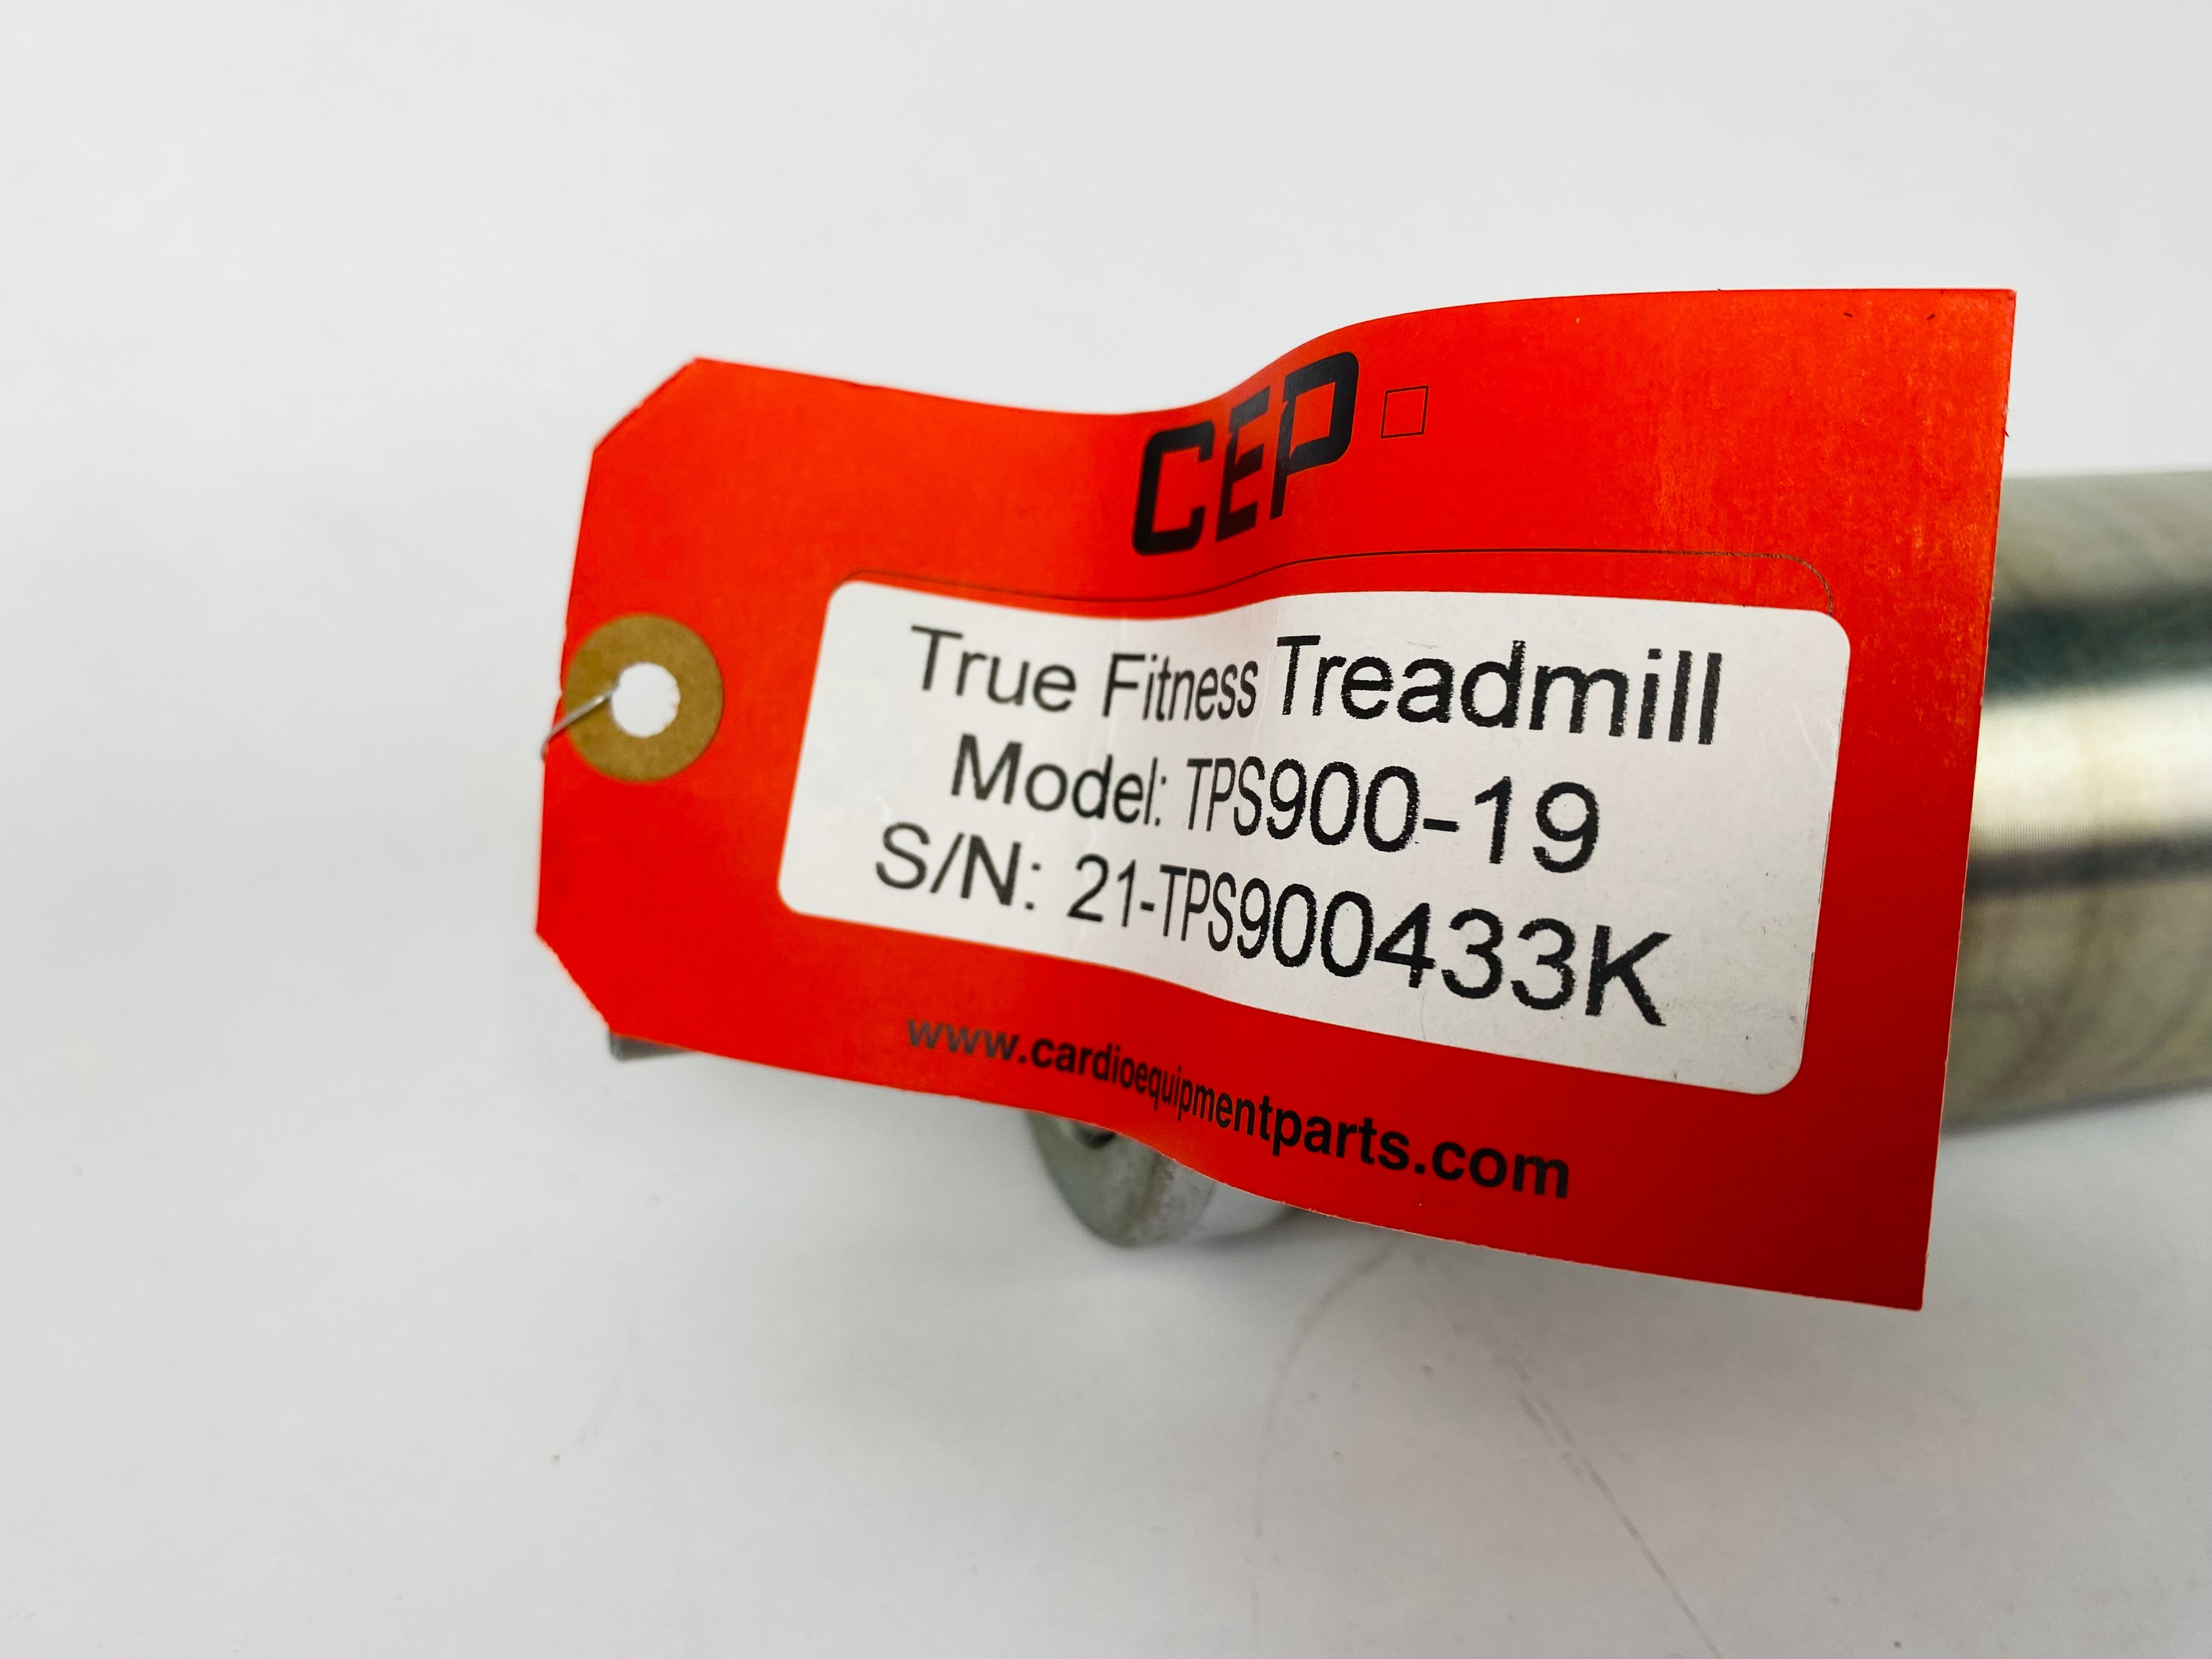 CEP
True Fitness Treadmill
Model: TPS900-19
S/N: 21-TPS900433K
www.cardioequipmentparts.com